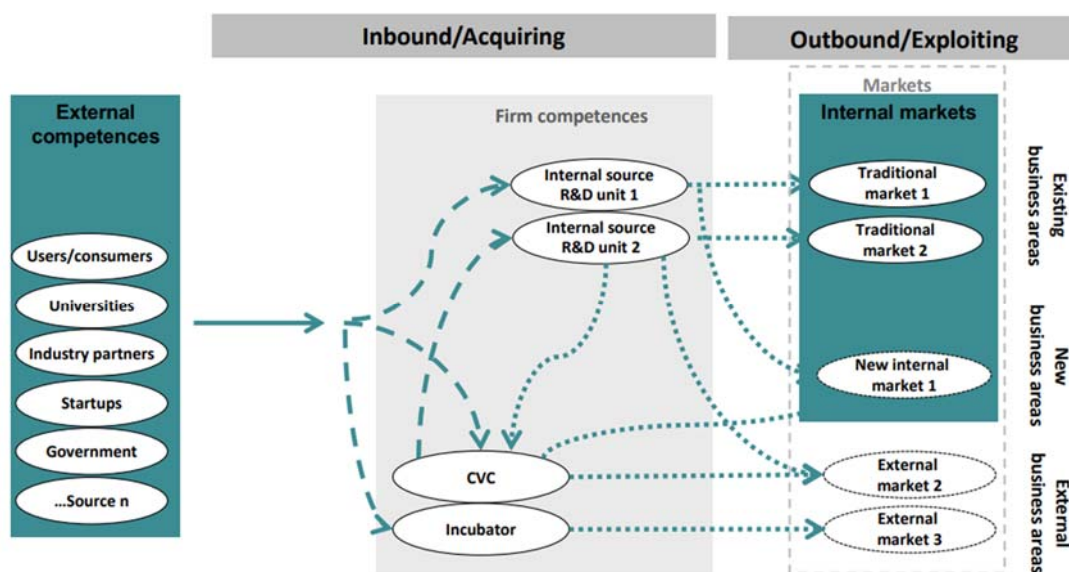 Inbound/Acquiring
Outbound/Exploiting
External
competences
Users/consumers
Universities
Industry partners
Startups
Government
...Source n
Firm competences
Internal source
R&D unit 1
Internal source
R&D unit 2
CVC
Incubator
Markets
Internal markets
Traditional
market 1
Traditional
market 2
New internal
market 1
External
market 2
External
market 3
Existing
business areas
New
business areas
External
business areas